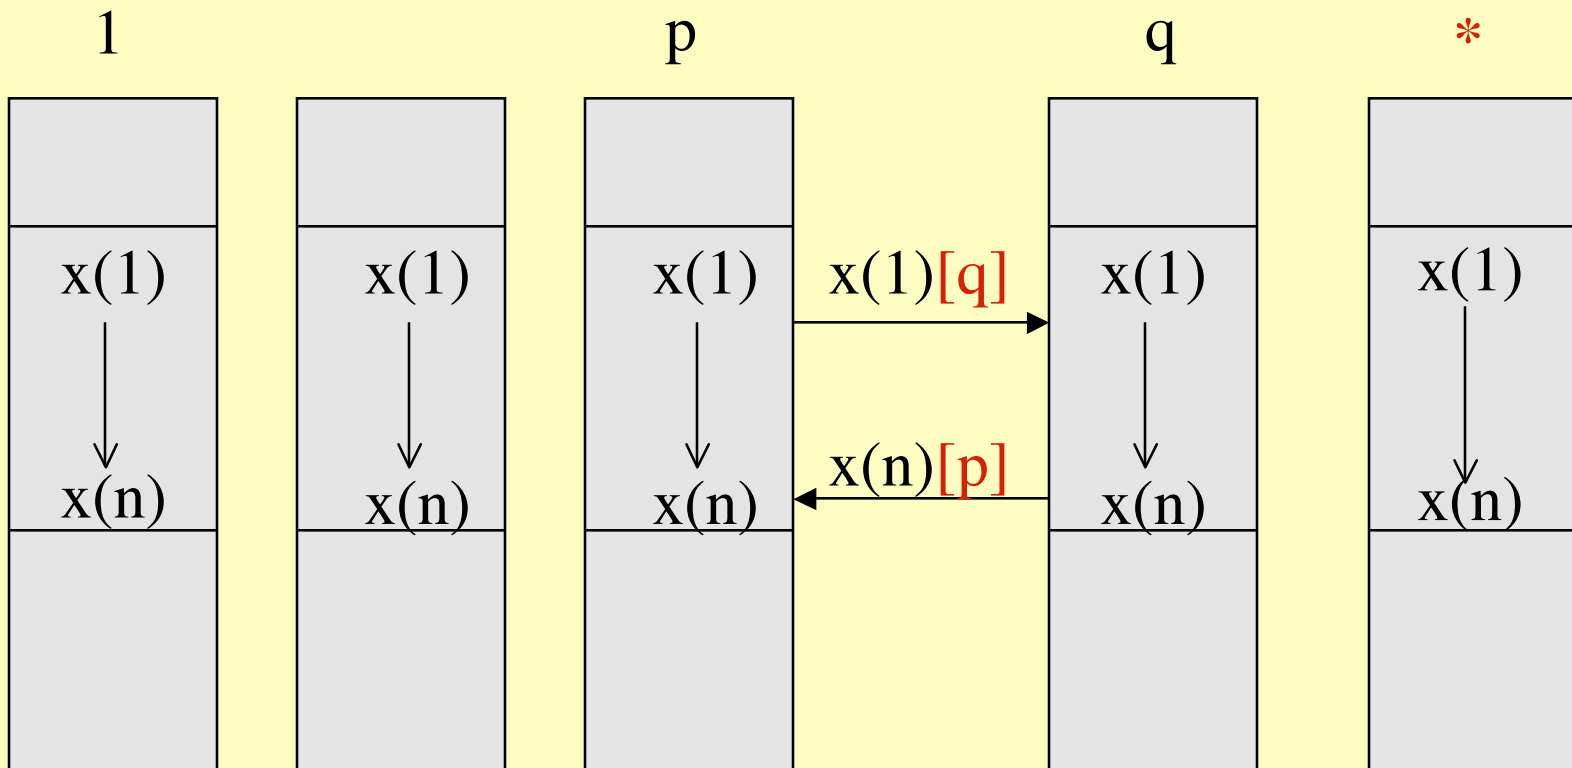 1 p q *
x(1) x(1) x(1) x(1)[q] x(1) x(1)
x(n) x(n) x(n) x(n)[p] x(n) x(n)